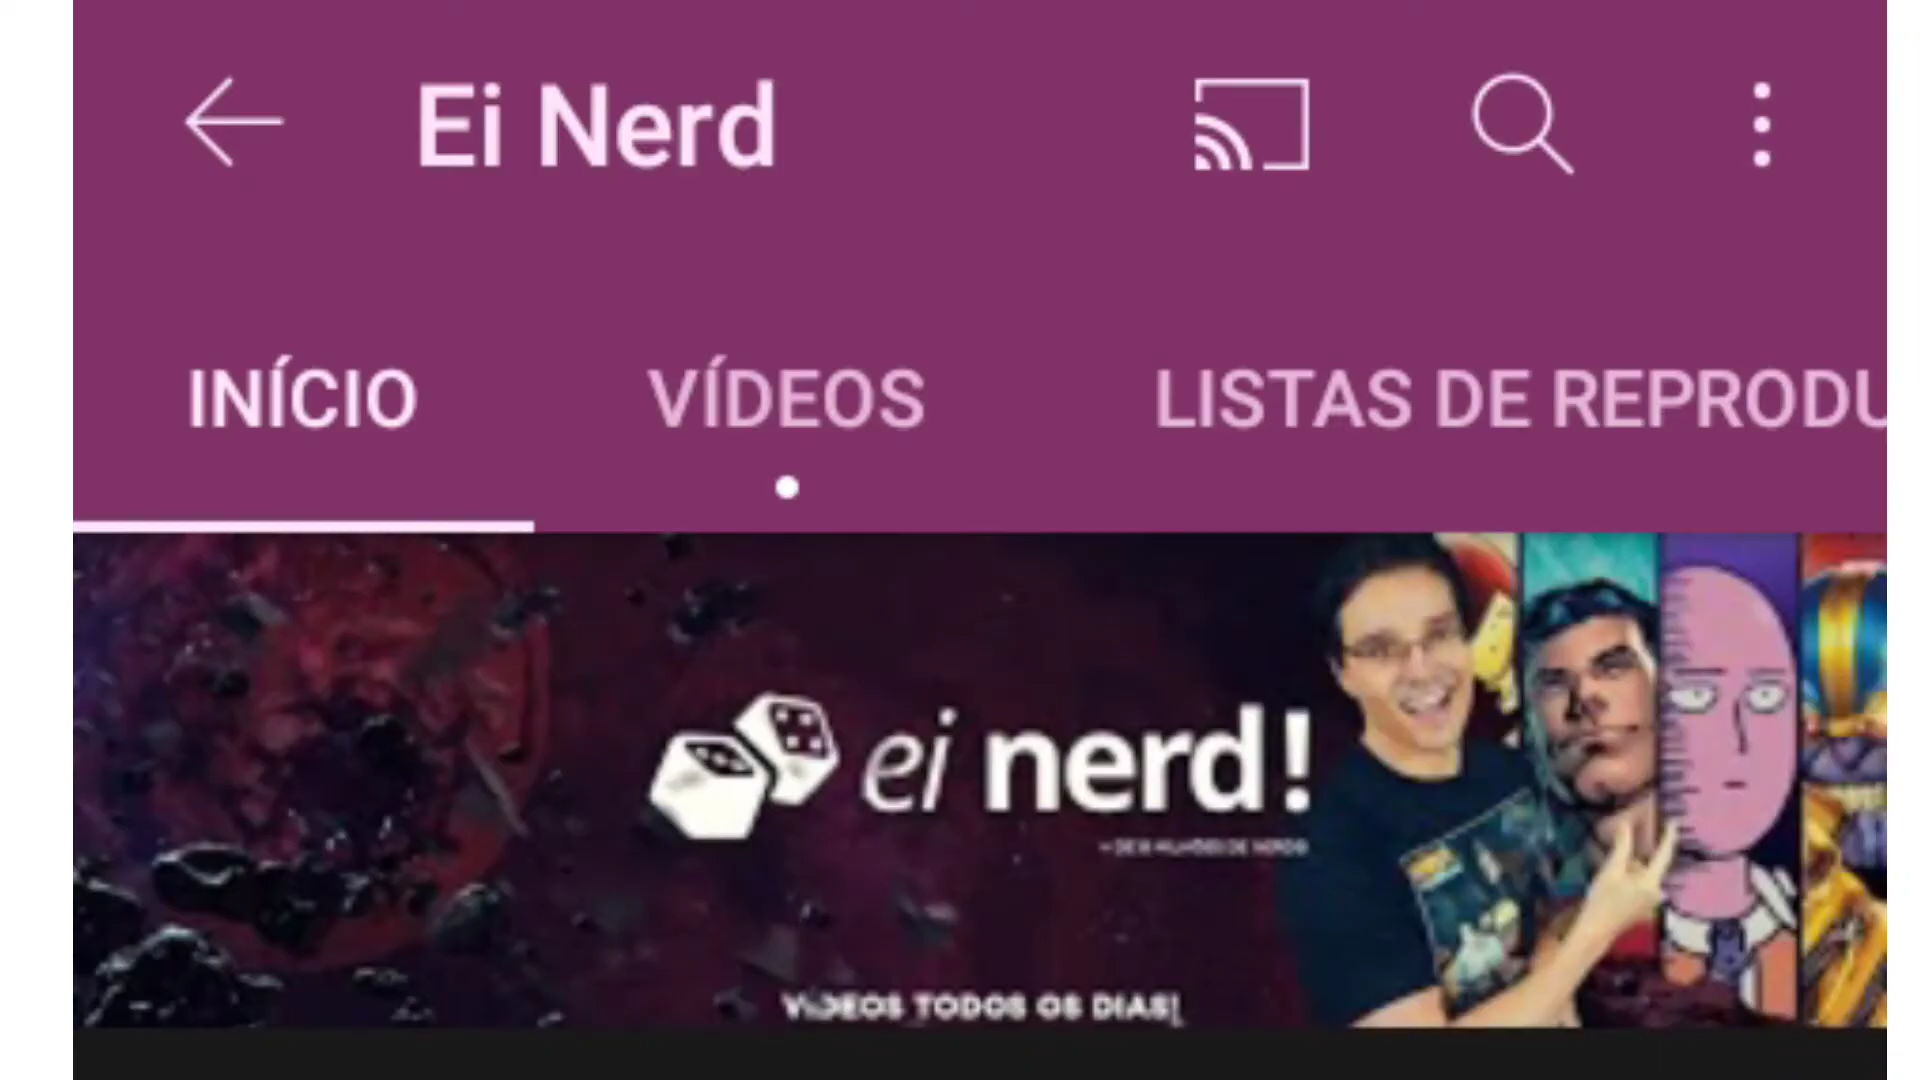 Ei Nerd
INÍCIO VÍDEOS LISTAS DE REPRODU
ei nerd!
VÍDEOS TODOS OS DIAS!